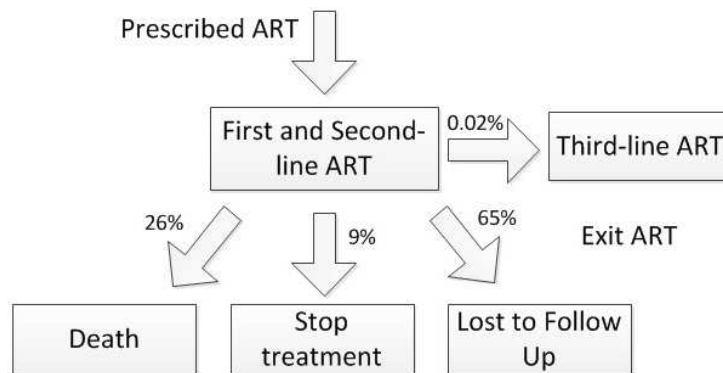 Prescribed ART
First and Second-
line ART
0.02%
Third-line ART
26%
9%
65%
Exit ART
Death
Stop
treatment
Lost to Follow
Up